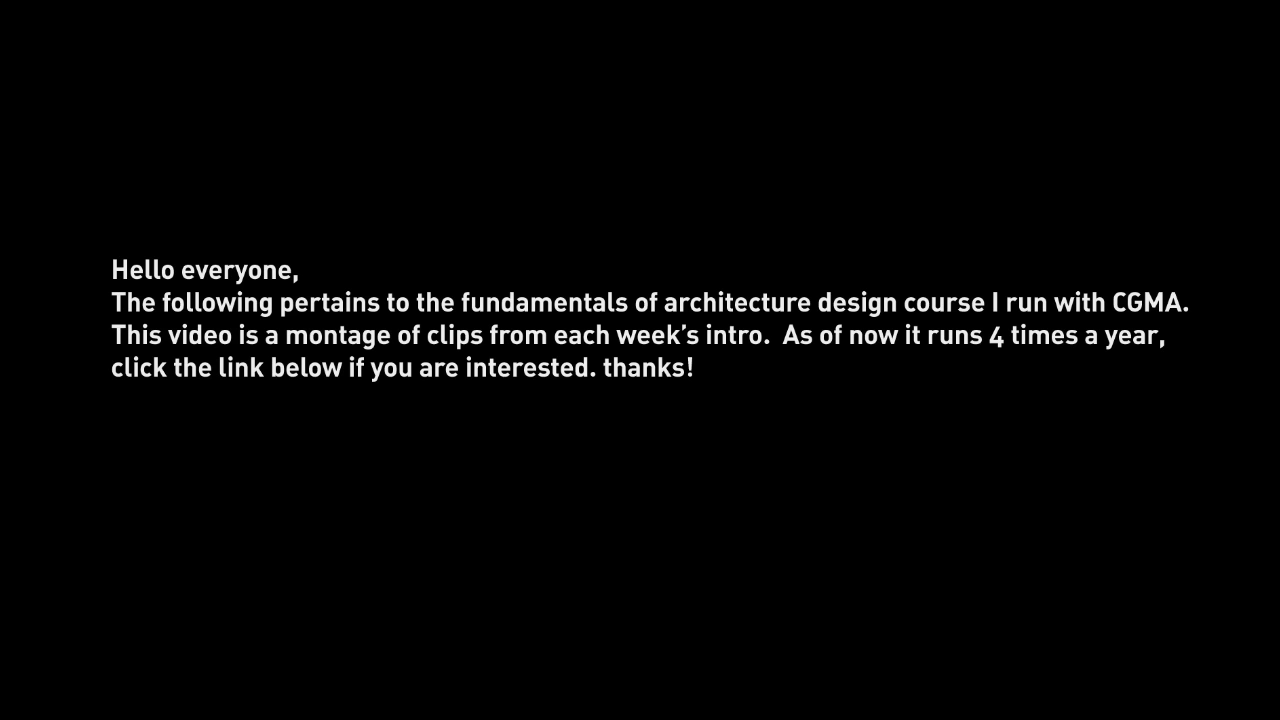 Hello everyone,
The following pertains to the fundamentals of architecture design course I run with CGMA.
This video is a montage of clips from each week’s intro.  As of now it runs 4 times a year,
click the link below if you are interested. thanks!